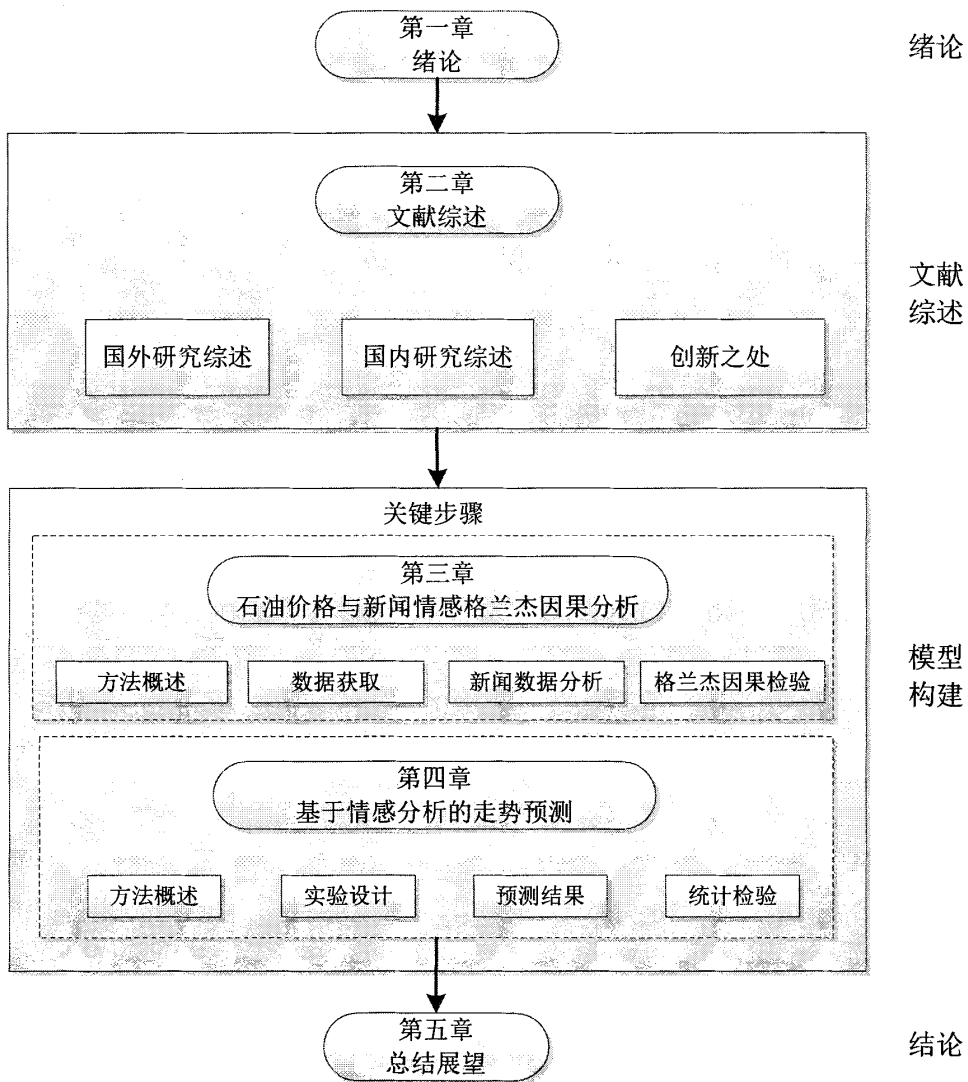 第一章
绪论
绪论
第二章
文献综述
文献
综述
国外研究综述
国内研究综述
创新之处
关键步骤
第三章
石油价格与新闻情感格兰杰因果分析
方法概述
数据获取
新闻数据分析
格兰杰因果检验
模型
构建
第四章
基于情感分析的走势预测
方法概述
实验设计
预测结果
统计检验
第五章
总结展望
结论